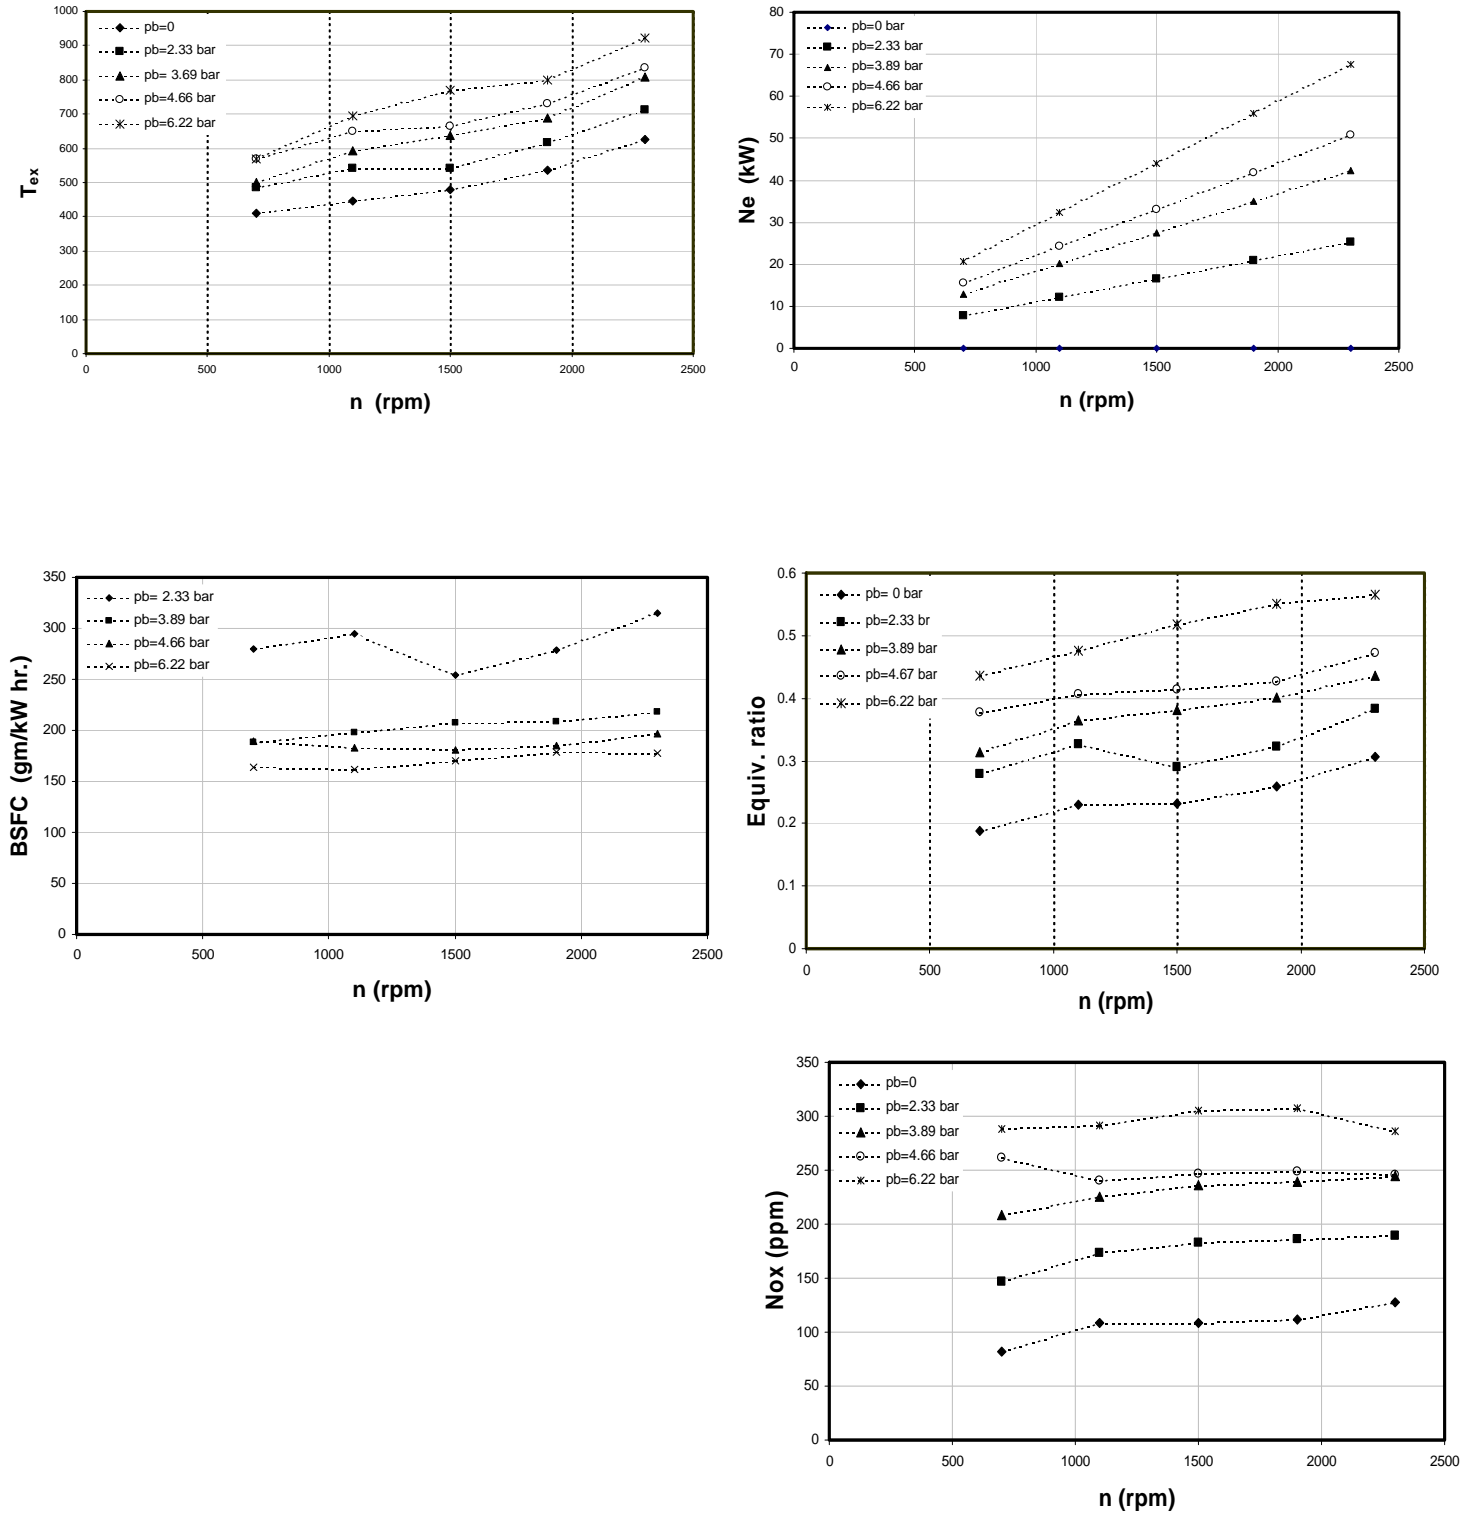 1000
900
800
700
600
500
400
300
200
100
0
0 500 1000 1500 2000 2500
pb=0
pb=2.33 bar
pb= 3.69 bar
pb=4.66 bar
pb=6.22 bar
Tex
n (rpm)
80
70
60
50
40
30
20
10
0
0 500 1000 1500 2000 2500
pb=0 bar
pb=2.33 bar
pb=3.89 bar
pb=4.66 bar
pb=6.22 bar
Ne (kW)
n (rpm)
350
300
250
200
150
100
50
0
0 500 1000 1500 2000 2500
pb= 2.33 bar
pb=3.89 bar
pb=4.66 bar
pb=6.22 bar
BSFC (gm/kW hr.)
n (rpm)
0.6
0.5
0.4
0.3
0.2
0.1
0
0 500 1000 1500 2000 2500
pb= 0 bar
pb=2.33 br
pb=3.89 bar
pb=4.67 bar
pb=6.22 bar
Equiv. ratio
n (rpm)
350
300
250
200
150
100
50
0
0 500 1000 1500 2000 2500
pb=0
pb=2.33 bar
pb=3.89 bar
pb=4.66 bar
pb=6.22 bar
Nox (ppm)
n (rpm)